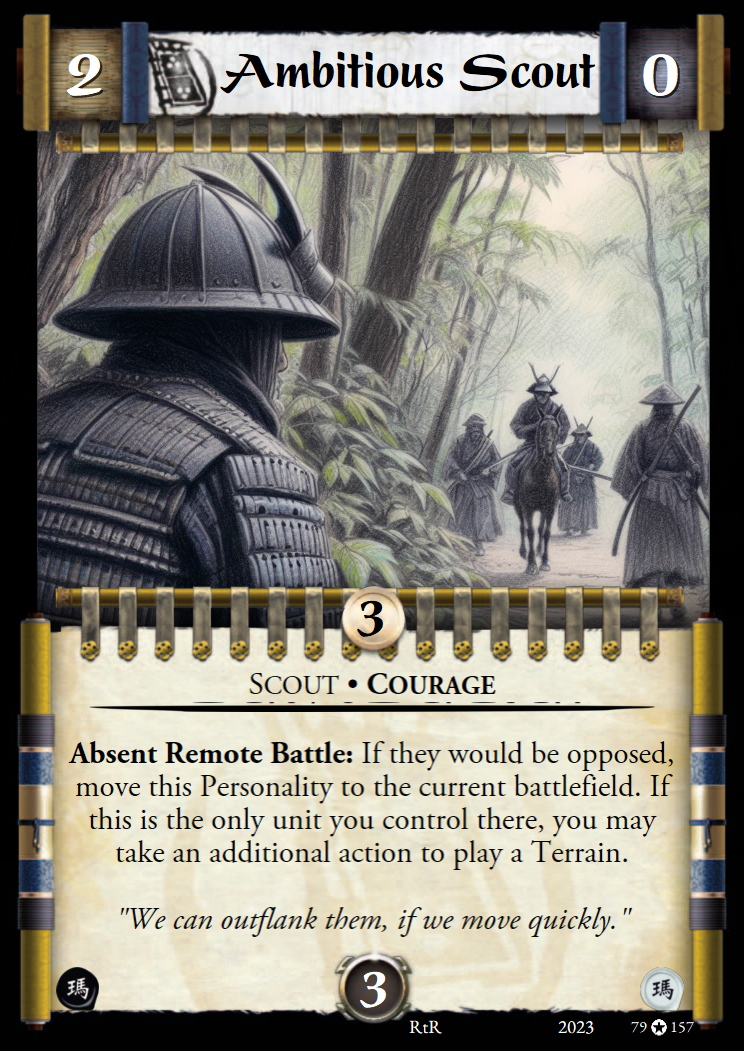 2
Ambitious Scout
0
3
SCOUT • COURAGE
Absent Remote Battle: If they would be opposed,
move this Personality to the current battlefield. If
this is the only unit you control there, you may
take an additional action to play a Terrain.
"We can outflank them, if we move quickly."
瑪
3
瑪
RtR 2023 79 ✪ 157